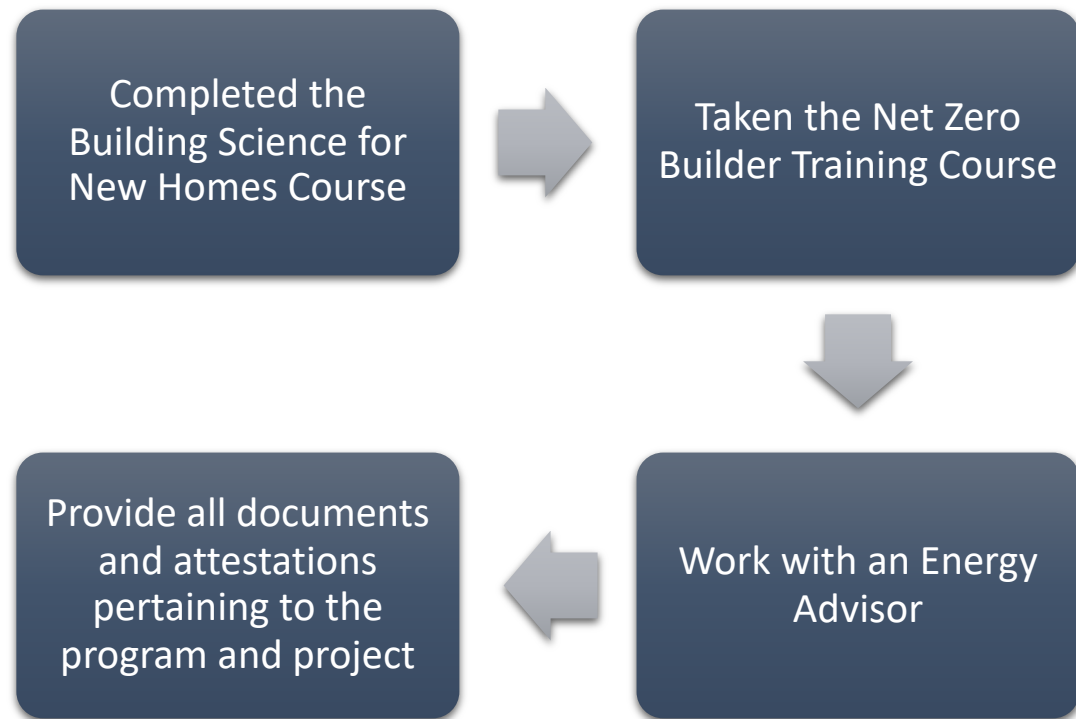 Completed the
Building Science for
New Homes Course
Taken the Net Zero
Builder Training Course
Work with an Energy
Advisor
Provide all documents
and attestations
pertaining to the
program and project